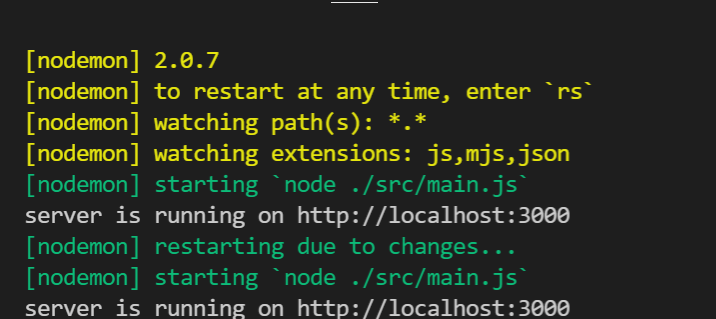 [nodemon] 2.0.7
[nodemon] to restart at any time, enter `rs`
[nodemon] watching path(s): *.*
[nodemon] watching extensions: js,mjs,json
[nodemon] starting `node ./src/main.js`
server is running on http://localhost:3000
[nodemon] restarting due to changes...
[nodemon] starting `node ./src/main.js`
server is running on http://localhost:3000